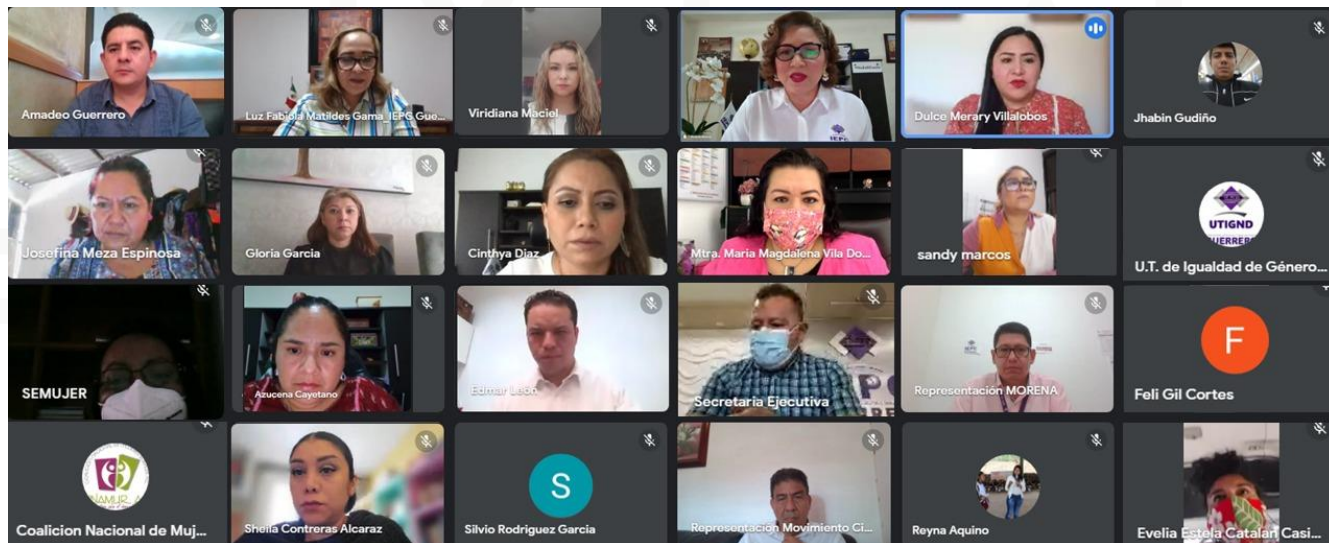 Amadeo Guerrero
Luz Fabiola Matildes Gama_IEPG Gue...
Viridiana Maciel
IEPC
Dulce Merary Villalobos
Jhabin Gudiño
Josefina Meza Espinosa
Gloria Garcia
Cinthya Diaz
Mtra. Maria Magdalena Vila Do...
sandy marcos
UTIGND
GUERRERO
U.T. de Igualdad de Género...
SEMUJER
Azucena Cayetano
Edmar León
Secretaria Ejecutiva
Representación MORENA
F
Feli Gil Cortes
Coalicion Nacional de Muj...
Sheila Contreras Alcaraz
S
Silvio Rodriguez Garcia
Representación Movimiento Ci...
Reyna Aquino
Evelia Estela Catalan Casi...